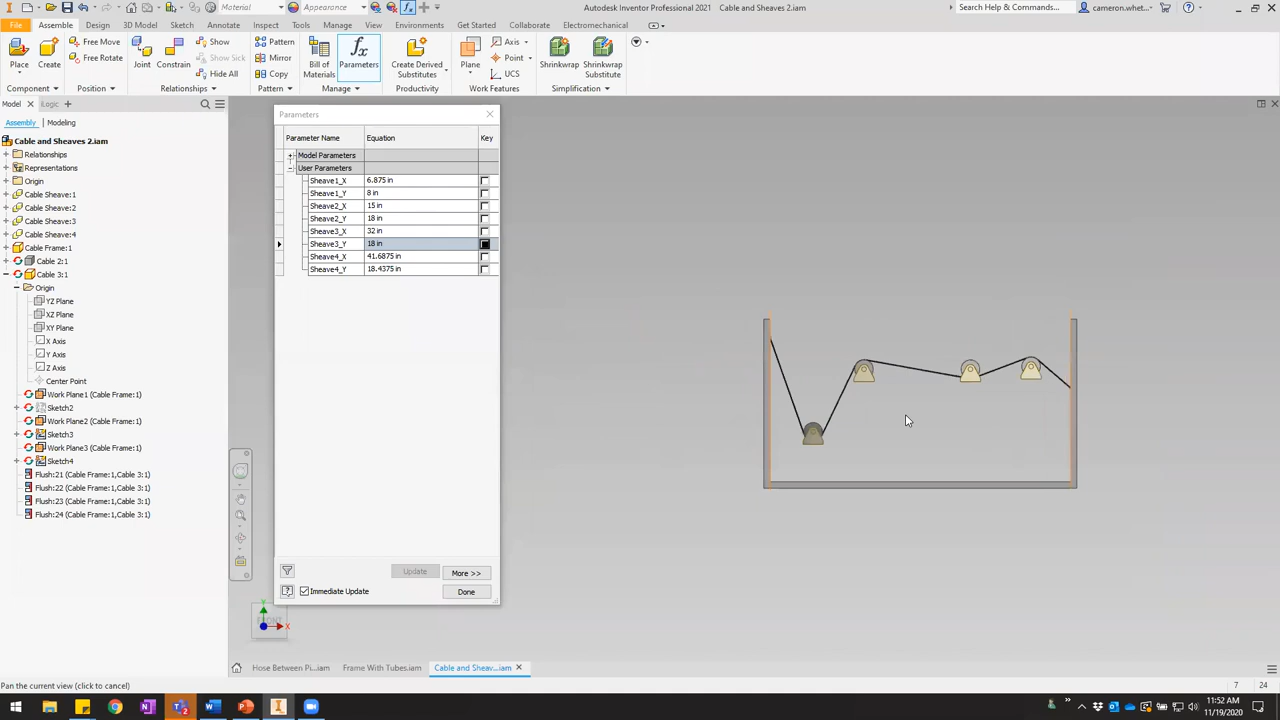 Material
Appearance
Autodesk Inventor Professional 2021 Cable and Sheaves 2.iam
Search Help & Commands...
cameron.whet...
File Assemble Design 3D Model Sketch Annotate Inspect Tools Manage View Environments Get Started Collaborate Electromechanical
Place
Create
Free Move
Free Rotate
Component
Position
Joint
Constrain
Show
Show Sick
Hide All
Relationships
Pattern
Mirror
Copy
Pattern
Bill of Materials
Parameters
Manage
Create Derived Substitutes
Productivity
Plane
Axis
Point
UCS
Work Features
Shrinkwrap
Shrinkwrap Substitute
Simplification
Model
iLogic
Assembly Modeling
Cable and Sheaves 2.iam
Relationships
Representations
Origin
Cable Sheave:1
Cable Sheave:2
Cable Sheave:3
Cable Sheave:4
Cable Frame:1
Cable 2:1
Cable 3:1
Origin
YZ Plane
XZ Plane
XY Plane
X Axis
Y Axis
Z Axis
Center Point
Work Plane1 (Cable Frame:1)
Sketch2
Work Plane2 (Cable Frame:1)
Sketch3
Work Plane3 (Cable Frame:1)
Sketch4
Flush:21 (Cable Frame:1,Cable 3:1)
Flush:22 (Cable Frame:1,Cable 3:1)
Flush:23 (Cable Frame:1,Cable 3:1)
Flush:24 (Cable Frame:1,Cable 3:1)
Parameters
Parameter Name Equation Key
Model Parameters
User Parameters
Sheave1_X 6.875 in
Sheave1_Y 8 in
Sheave2_X 15 in
Sheave2_Y 18 in
Sheave3_X 32 in
Sheave3_Y 18 in
Sheave4_X 41.6875 in
Sheave4_Y 18.4375 in
Update
More >>
Immediate Update
Done
FRONT
Y
X
Hose Between Pi...iam
Frame With Tubes.iam
Cable and Sheav...iam
Pan the current view (click to cancel)
7 24
11:52 AM
11/19/2020